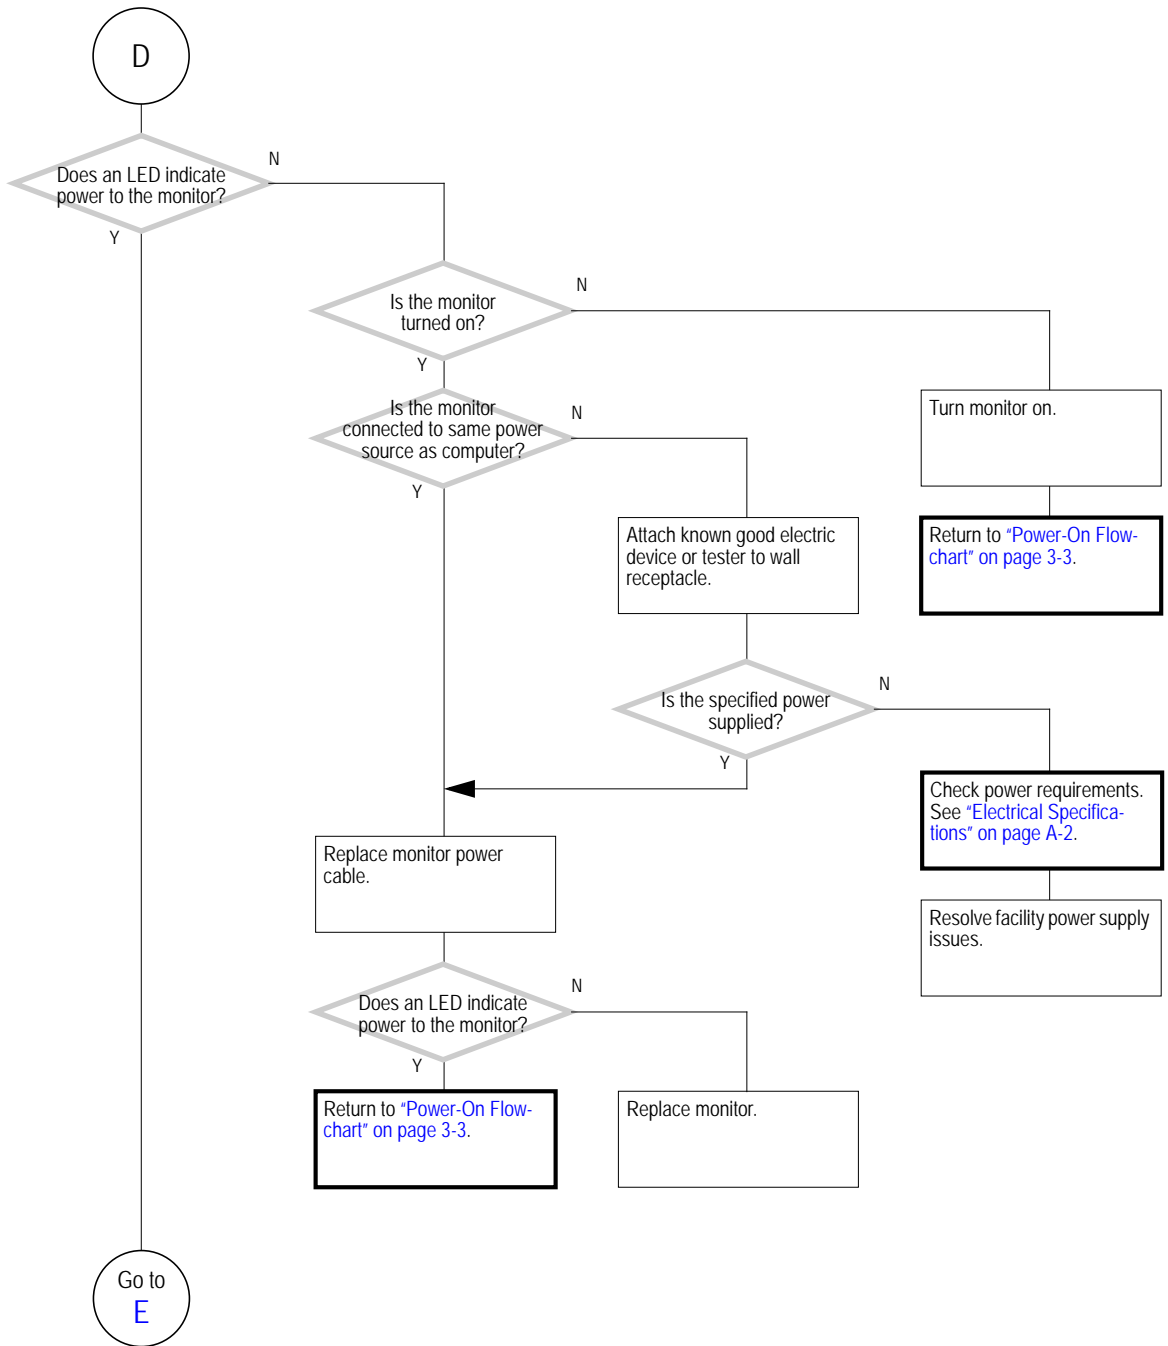 D
Does an LED indicate
power to the monitor?
N
Y
Is the monitor
turned on?
N
Y
Is the monitor
connected to same power
source as computer?
N
Y
Turn monitor on.
Attach known good electric
device or tester to wall
receptacle.
Return to "Power-On Flow-
chart" on page 3-3.
Is the specified power
supplied?
N
Y
Check power requirements.
See "Electrical Specifica-
tions" on page A-2.
Replace monitor power
cable.
Resolve facility power supply
issues.
Does an LED indicate
power to the monitor?
N
Y
Return to "Power-On Flow-
chart" on page 3-3.
Replace monitor.
Go to
E